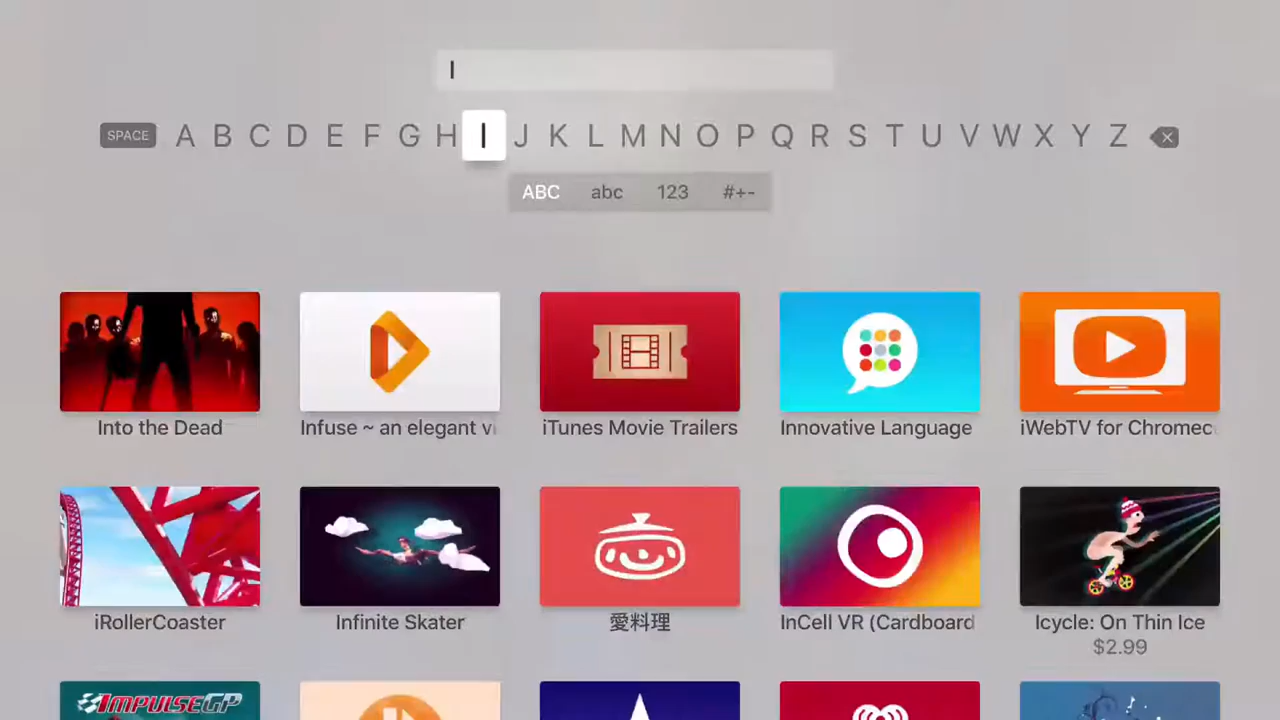 I
SPACE A B C D E F G H I J K L M N O P Q R S T U V W X Y Z
ABC abc 123 #+-
Into the Dead
Infuse ~ an elegant vi
iTunes Movie Trailers
Innovative Language
iWebTV for Chromec
iRollerCoaster
Infinite Skater
愛料理
InCell VR (Cardboard
Icycle: On Thin Ice
$2.99
IMPULSEGP